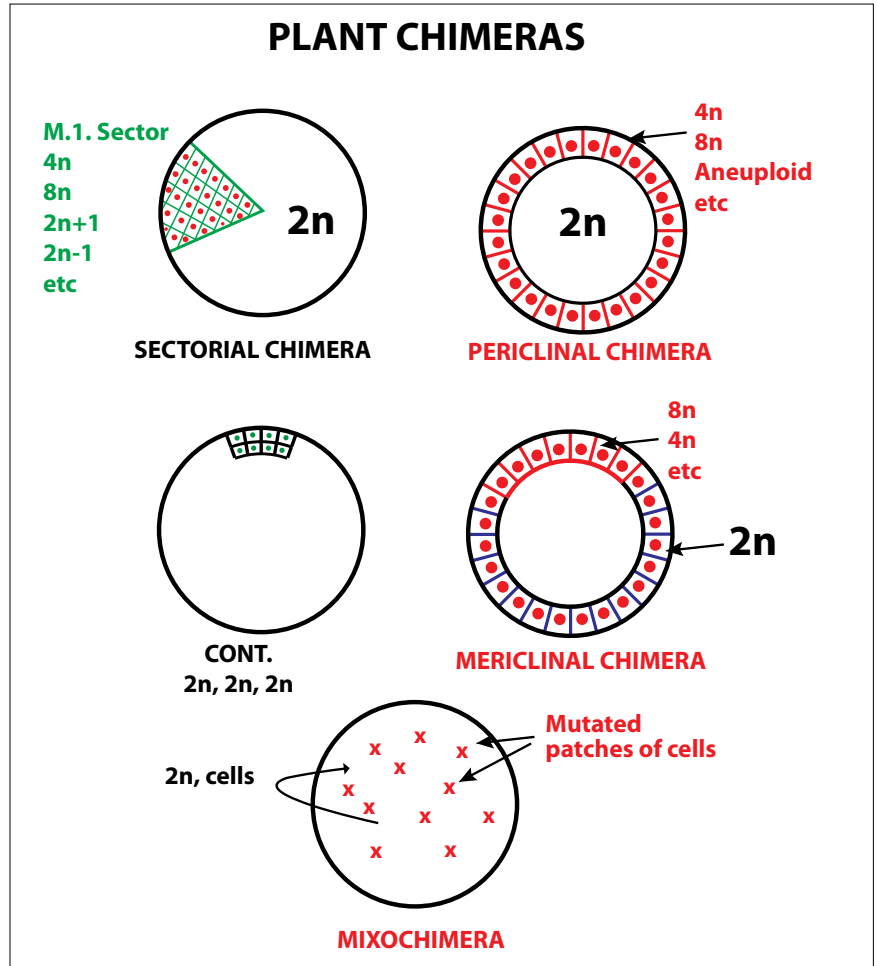 PLANT CHIMERAS
M.1. Sector
4n
8n
2n+1
2n-1
etc
2n
SECTORIAL CHIMERA
4n
8n
Aneuploid
etc
2n
PERICLINAL CHIMERA
CONT.
2n, 2n, 2n
8n
4n
etc
2n
MERICLINAL CHIMERA
2n, cells
x
x
x
x
x
x
x
x
x
x
x
Mutated
patches of cells
MIXOCHIMERA